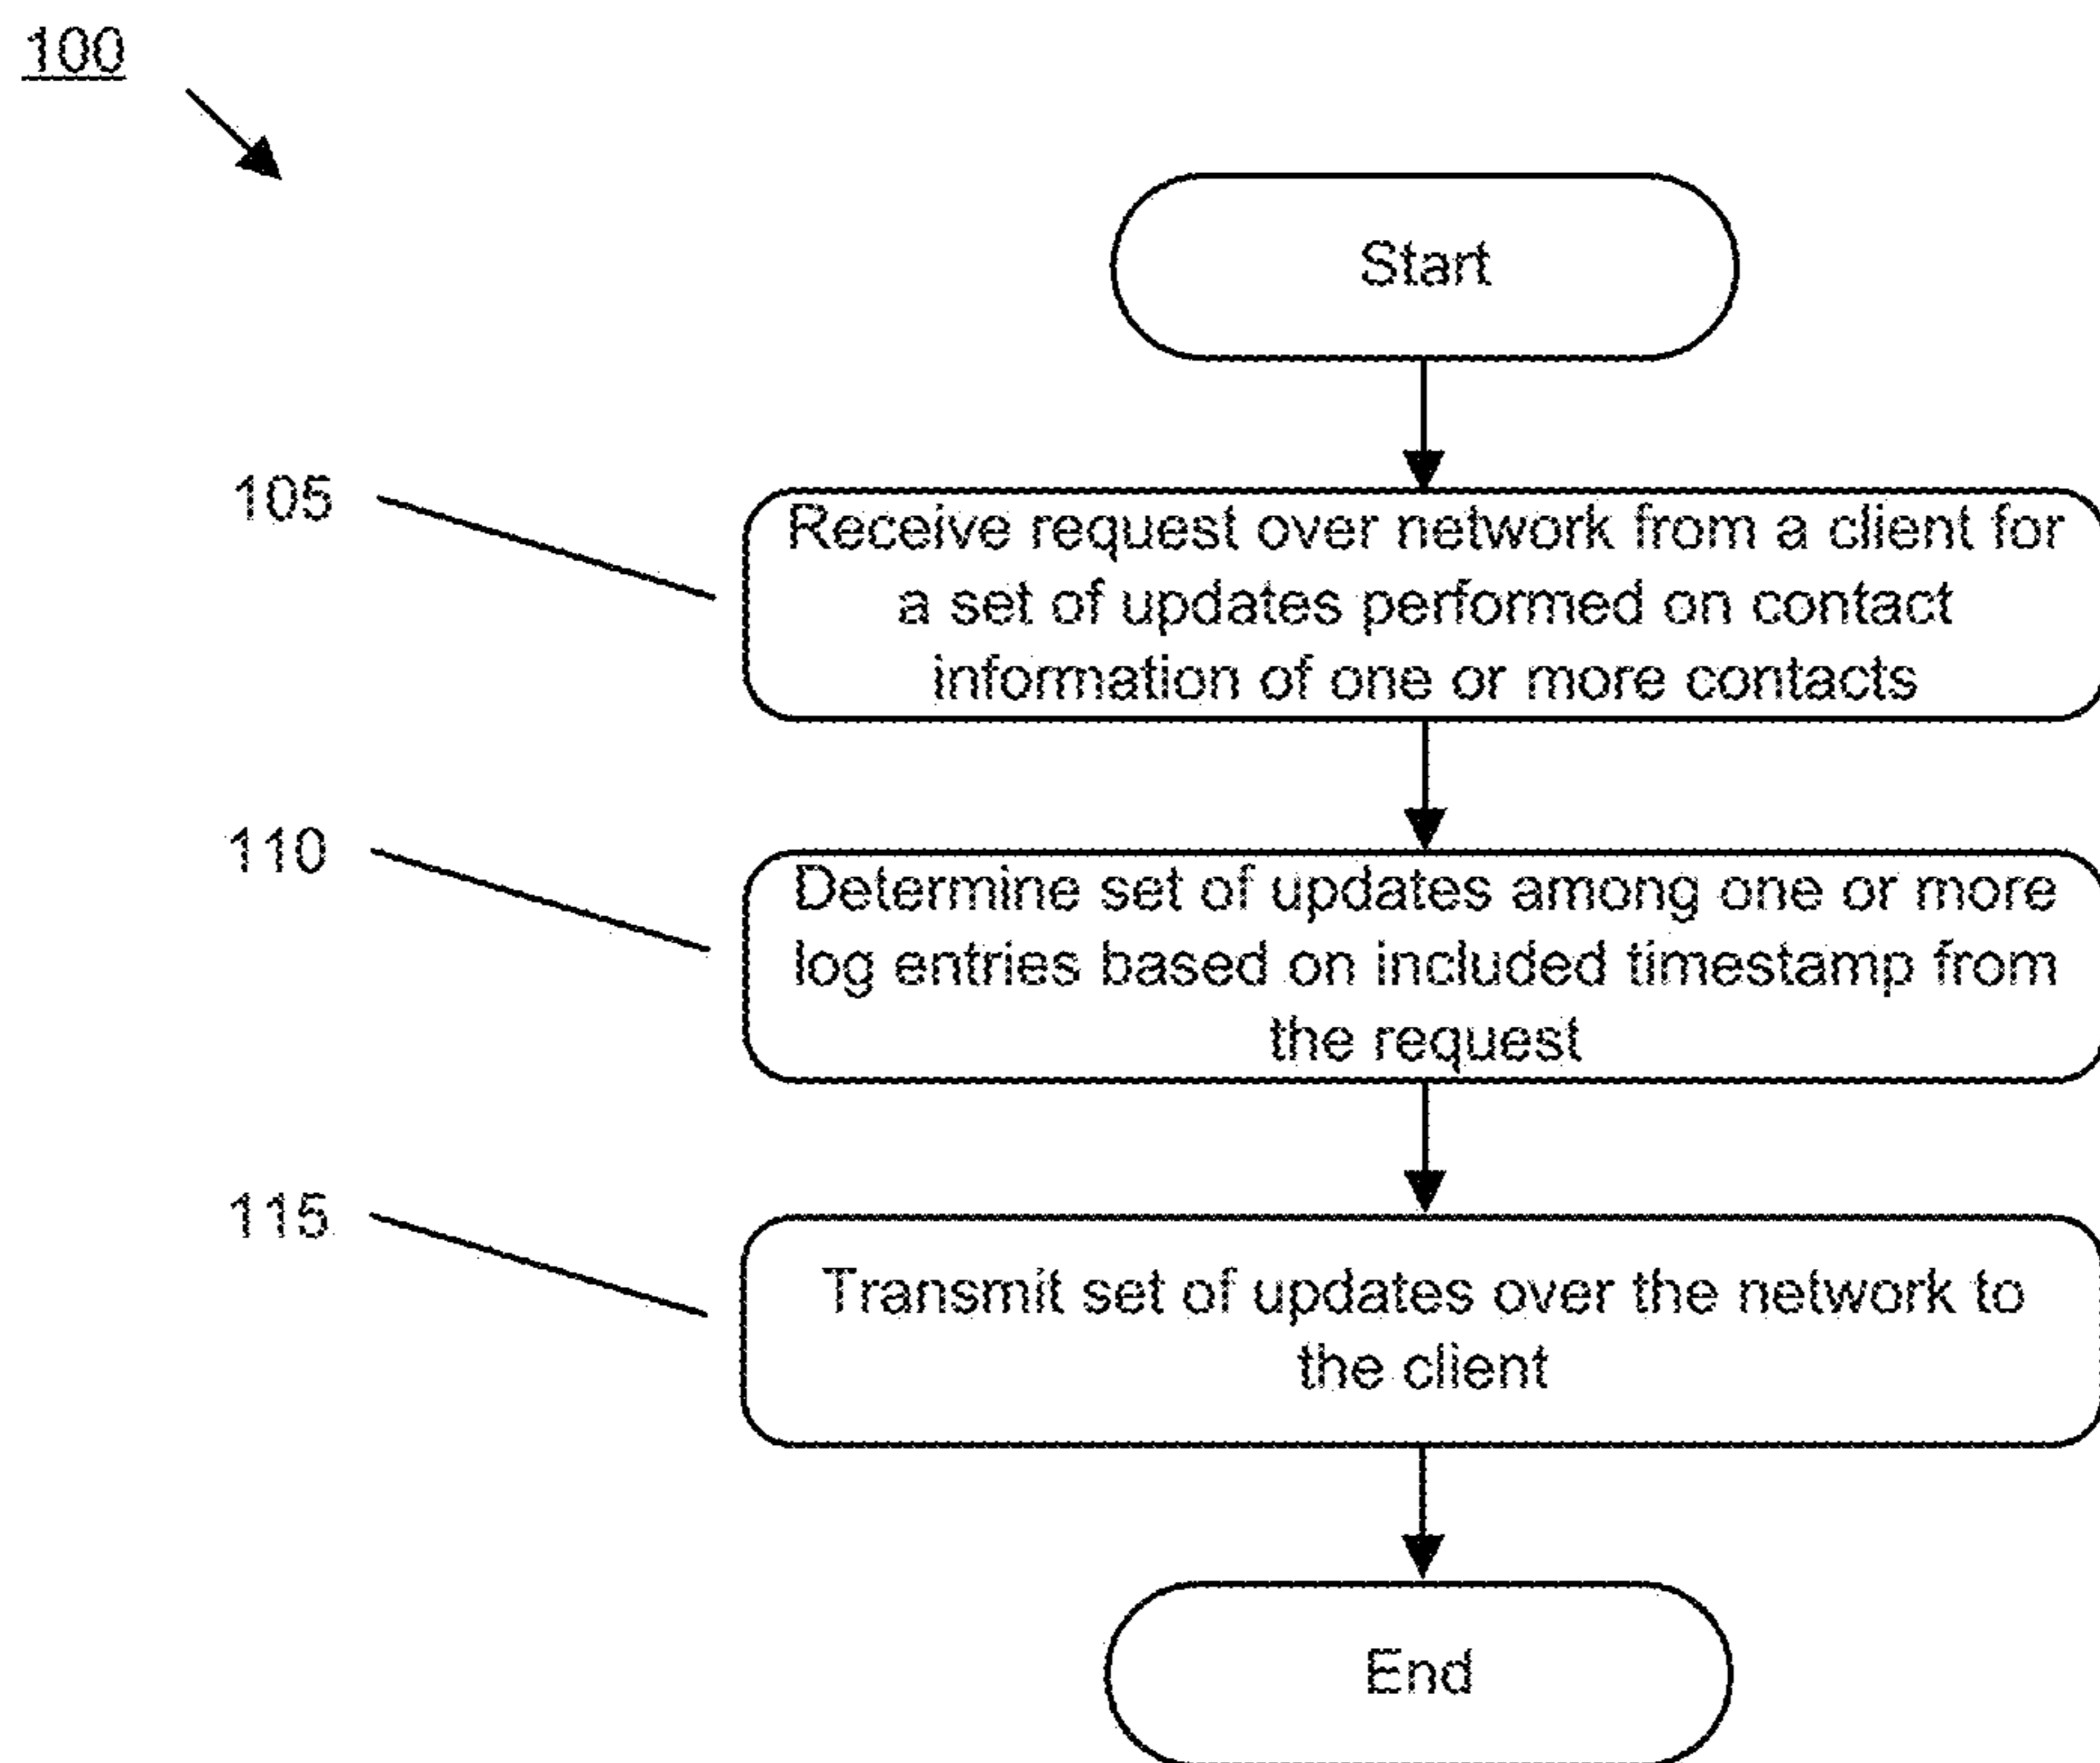 100
Start
105
Receive request over network from a client for
a set of updates performed on contact
information of one or more contacts
110
Determine set of updates among one or more
log entries based on included timestamp from
the request
115
Transmit set of updates over the network to
the client
End